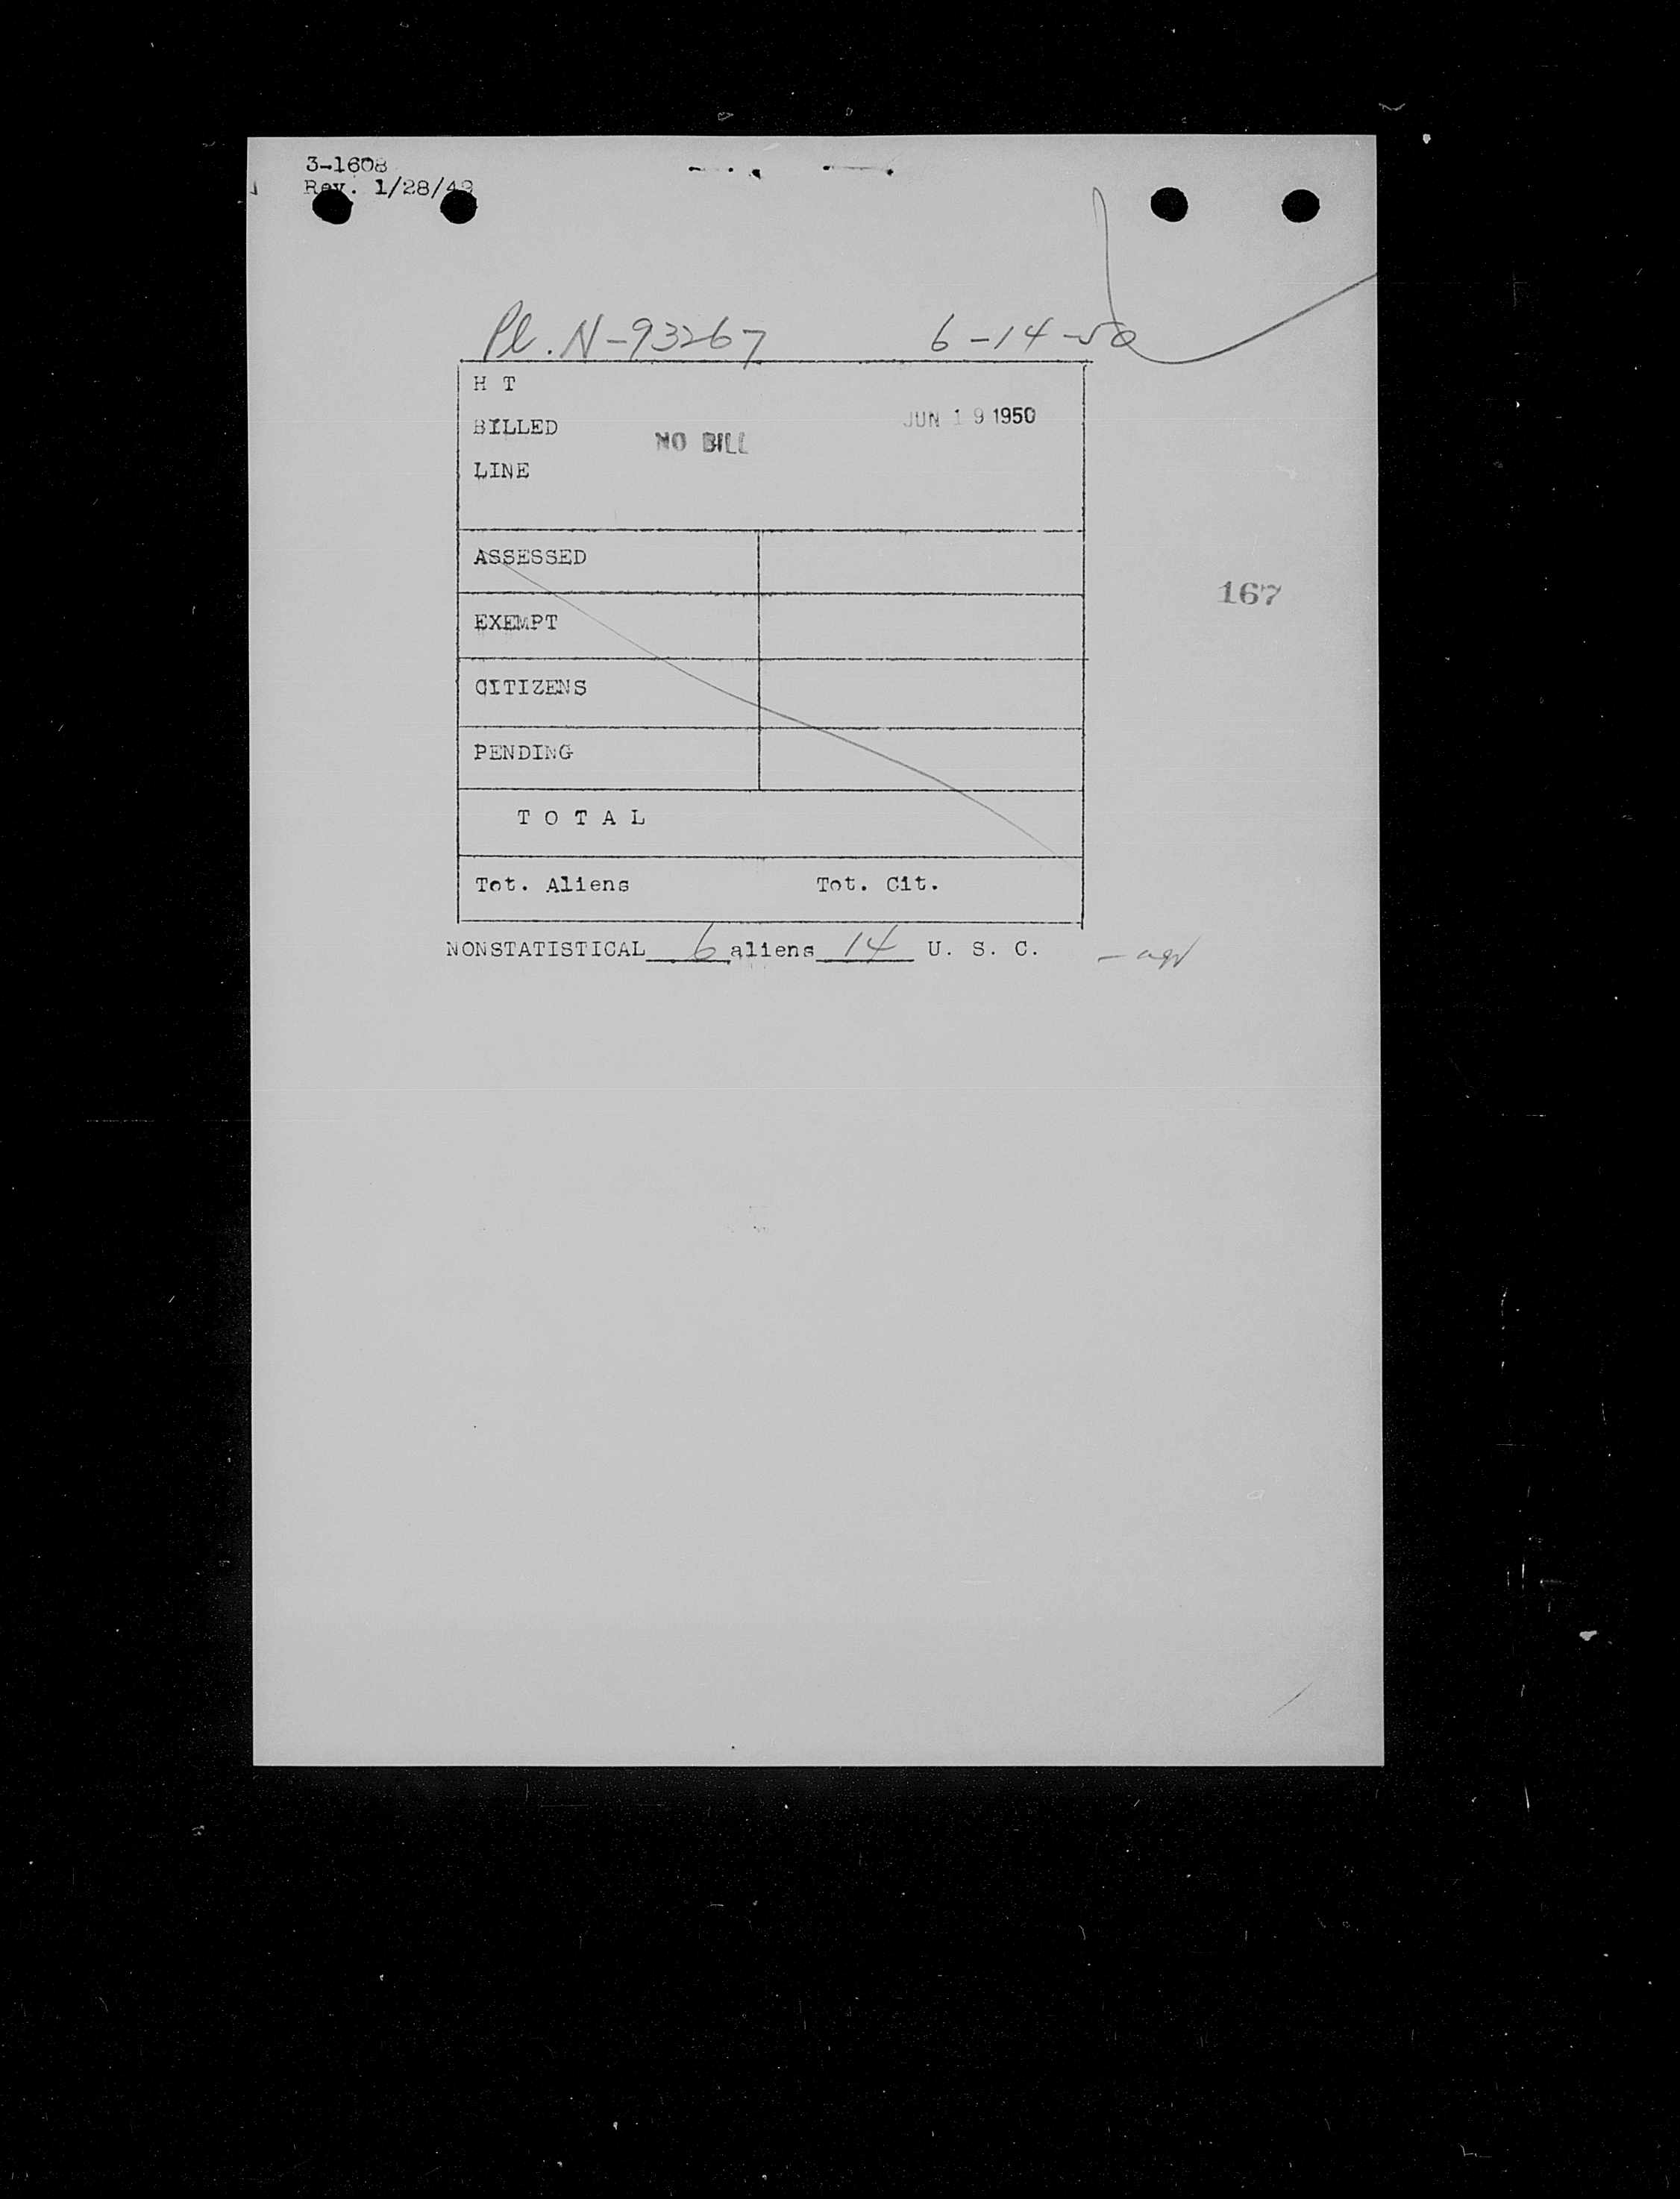 3-1608
Rev. 1/28/49
Pl. N-93267 6-14-50
H T
JUN 19 1950
BILLED
NO BILL
LINE
ASSESSED
167
EXEMPT
CITIZENS
PENDING
T O T A L
Tot. Aliens Tot. Cit.
NONSTATISTICAL 6 aliens 14 U. S. C.